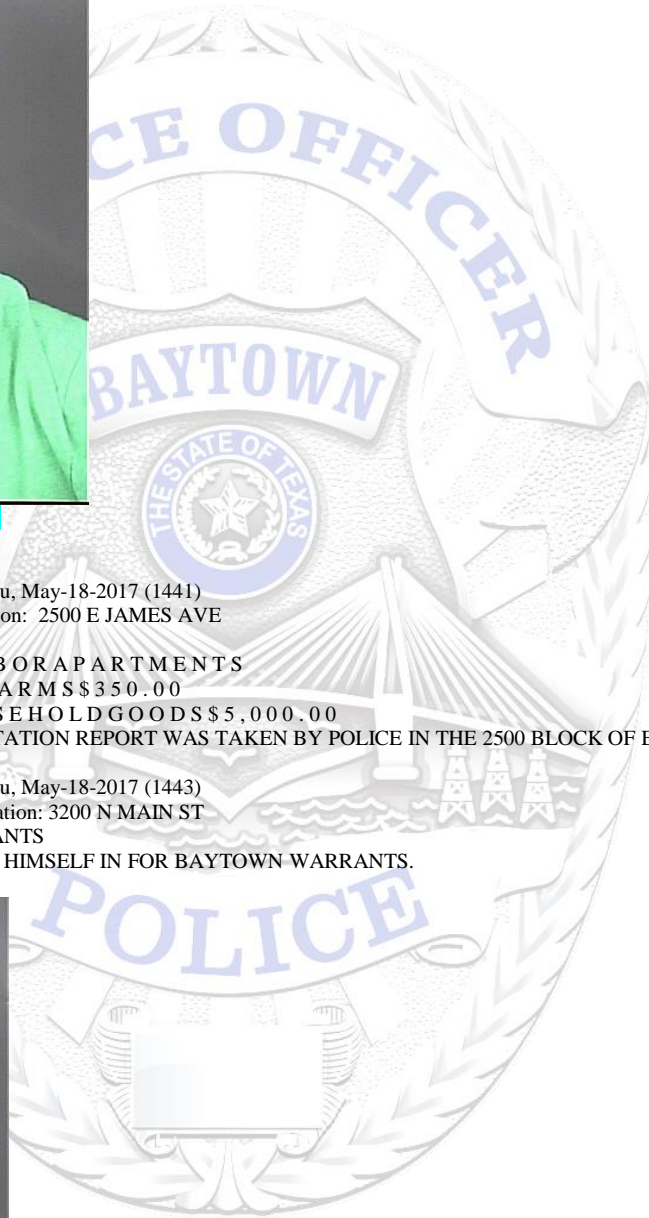 CE OFFICER
BAYTOWN
THE STATE OF TEXAS
u, May-18-2017 (1441)
on: 2500 E JAMES AVE
B O R A P A R T M E N T S
A R M S $ 3 5 0 . 0 0
S E H O L D G O O D S $ 5 , 0 0 0 . 0 0
TATION REPORT WAS TAKEN BY POLICE IN THE 2500 BLOCK OF E
u, May-18-2017 (1443)
ation: 3200 N MAIN ST
ANTS
HIMSELF IN FOR BAYTOWN WARRANTS.
POLICE